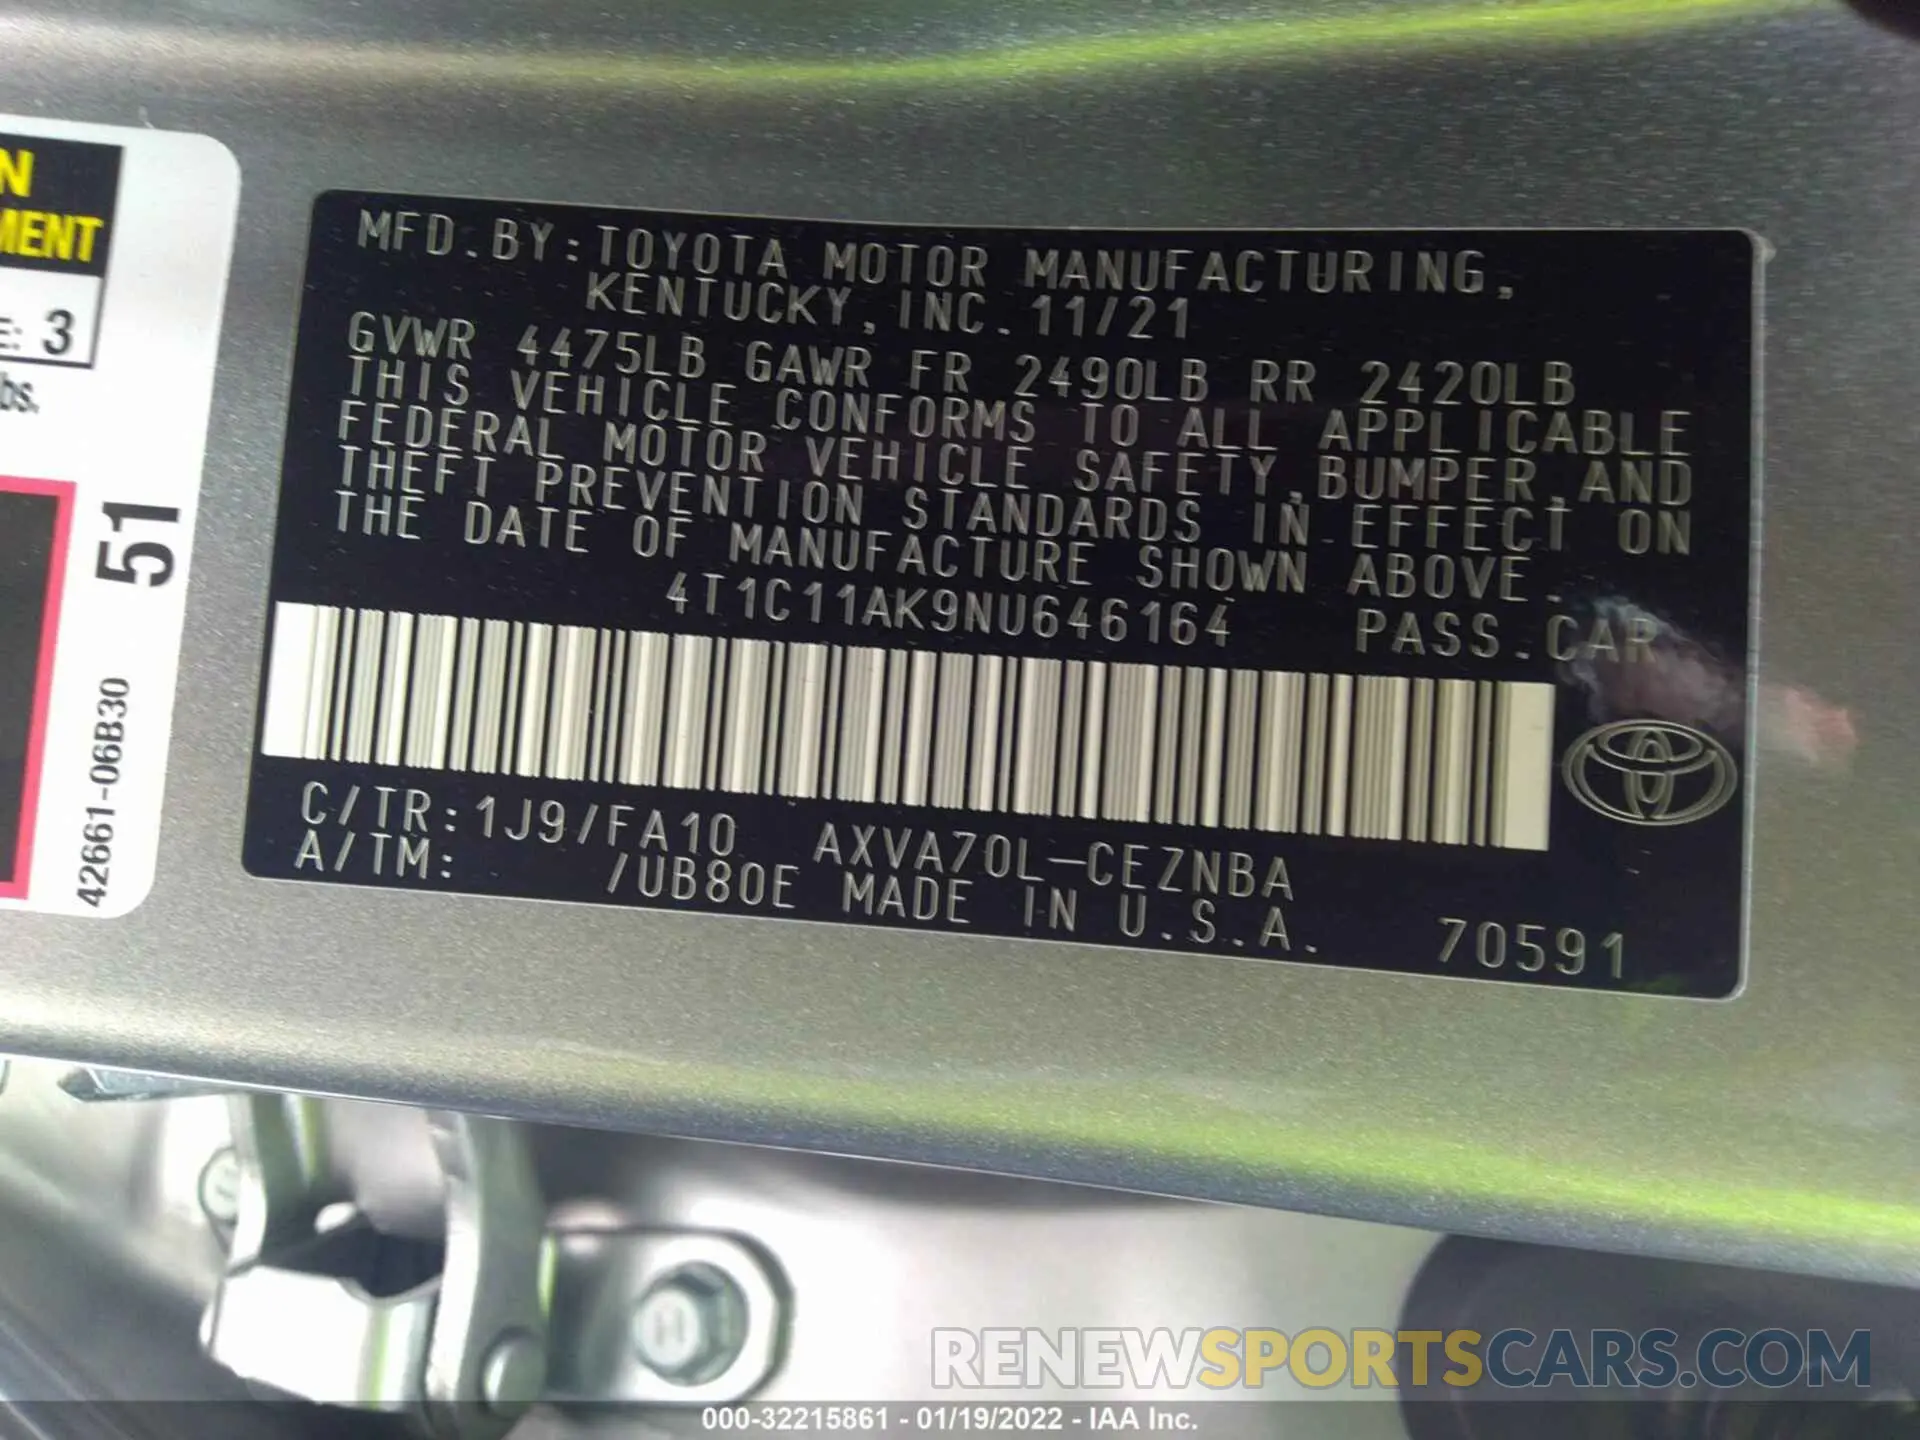 N
MENT
E: 3
bs.
51
42661-06B30
MFD.BY:TOYOTA MOTOR MANUFACTURING,
KENTUCKY,INC.11/21
GVWR 4475LB GAWR FR 2490LB RR 2420LB
THIS VEHICLE CONFORMS TO ALL APPLICABLE
FEDERAL MOTOR VEHICLE SAFETY,BUMPER,AND
THEFT PREVENTION STANDARDS IN EFFECT ON
THE DATE OF MANUFACTURE SHOWN ABOVE.
4T1C11AK9NU646164 PASS.CAR
C/TR:1J9/FA10 AXVA70L-CEZNBA
A/TM: /UB80E MADE IN U.S.A. 70591
RENEWSPORTSCARS.COM
000-32215861 - 01/19/2022 - IAA Inc.